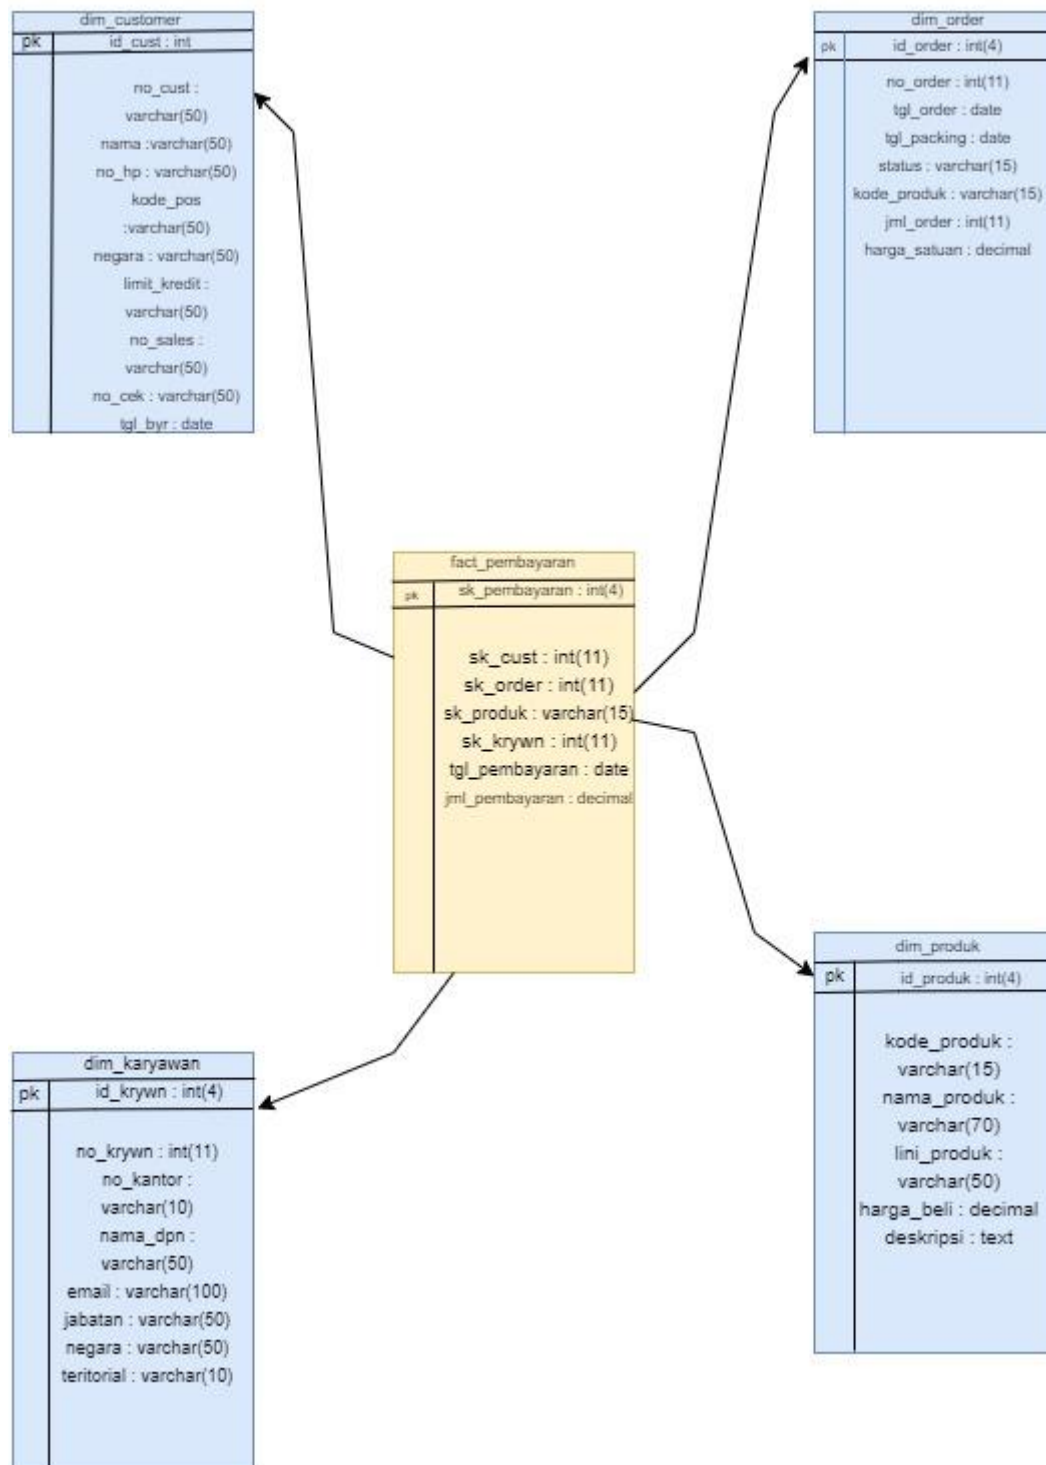 dim_customer
pk
id_cust : int
no_cust :
varchar(50)
nama :varchar(50)
no_hp : varchar(50)
kode_pos
:varchar(50)
negara : varchar(50)
limit_kredit :
varchar(50)
no_sales :
varchar(50)
no_cek : varchar(50)
tgl_byr : date
dim_order
pk
id_order : int(4)
no_order : int(11)
tgl_order : date
tgl_packing : date
status : varchar(15)
kode_produk : varchar(15)
jml_order : int(11)
harga_satuan : decimal
fact_pembayaran
pk
sk_pembayaran : int(4)
sk_cust : int(11)
sk_order : int(11)
sk_produk : varchar(15)
sk_krywn : int(11)
tgl_pembayaran : date
jml_pembayaran : decimal
dim_karyawan
pk
id_krywn : int(4)
no_krywn : int(11)
no_kantor :
varchar(10)
nama_dpn :
varchar(50)
email : varchar(100)
jabatan : varchar(50)
negara : varchar(50)
teritorial : varchar(10)
dim_produk
pk
id_produk : int(4)
kode_produk :
varchar(15)
nama_produk :
varchar(70)
lini_produk :
varchar(50)
harga_beli : decimal
deskripsi : text